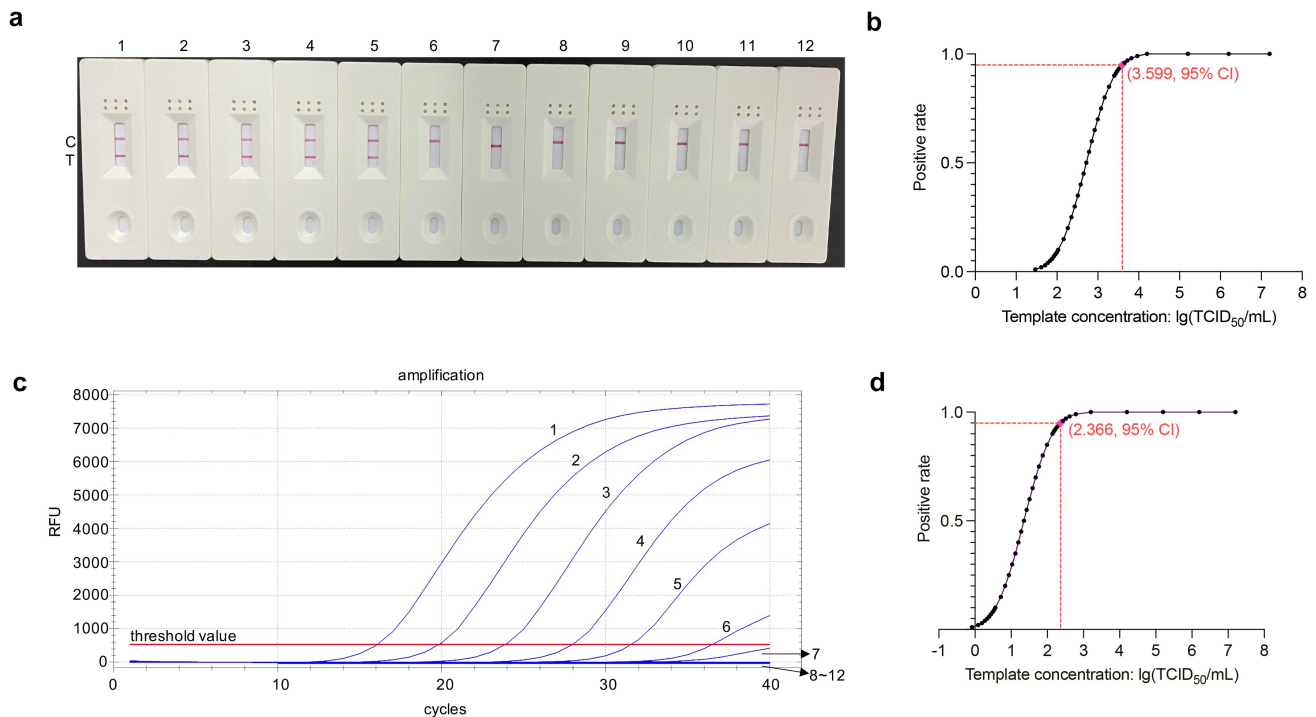 a
1 2 3 4 5 6 7 8 9 10 11 12
C
T
b
1.0
0.5
0.0
Positive rate
(3.599, 95% CI)
0 1 2 3 4 5 6 7 8
Template concentration: lg(TCID50/mL)
c
amplification
8000
7000
6000
5000
4000
3000
2000
1000
0
RFU
1
2
3
4
5
6
7
8~12
threshold value
0 10 20 30 40
cycles
d
1.0
0.5
Positive rate
(2.366, 95% CI)
-1 0 1 2 3 4 5 6 7 8
Template concentration: lg(TCID50/mL)